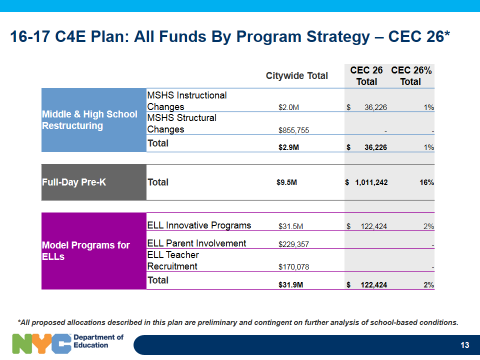 16-17 C4E Plan: All Funds By Program Strategy – CEC 26*
Citywide Total CEC 26 Total CEC 26% Total
Middle & High School Restructuring
MSHS Instructional Changes $2.0M $ 36,226 1%
MSHS Structural Changes $855,755 - -
Total $2.9M $ 36,226 1%
Full-Day Pre-K Total $9.5M $ 1,011,242 16%
Model Programs for ELLs
ELL Innovative Programs $31.5M $ 122,424 2%
ELL Parent Involvement $229,357 -
ELL Teacher Recruitment $170,078 -
Total $31.9M $ 122,424 2%
*All proposed allocations described in this plan are preliminary and contingent on further analysis of school-based conditions.
NYC Department of Education
13